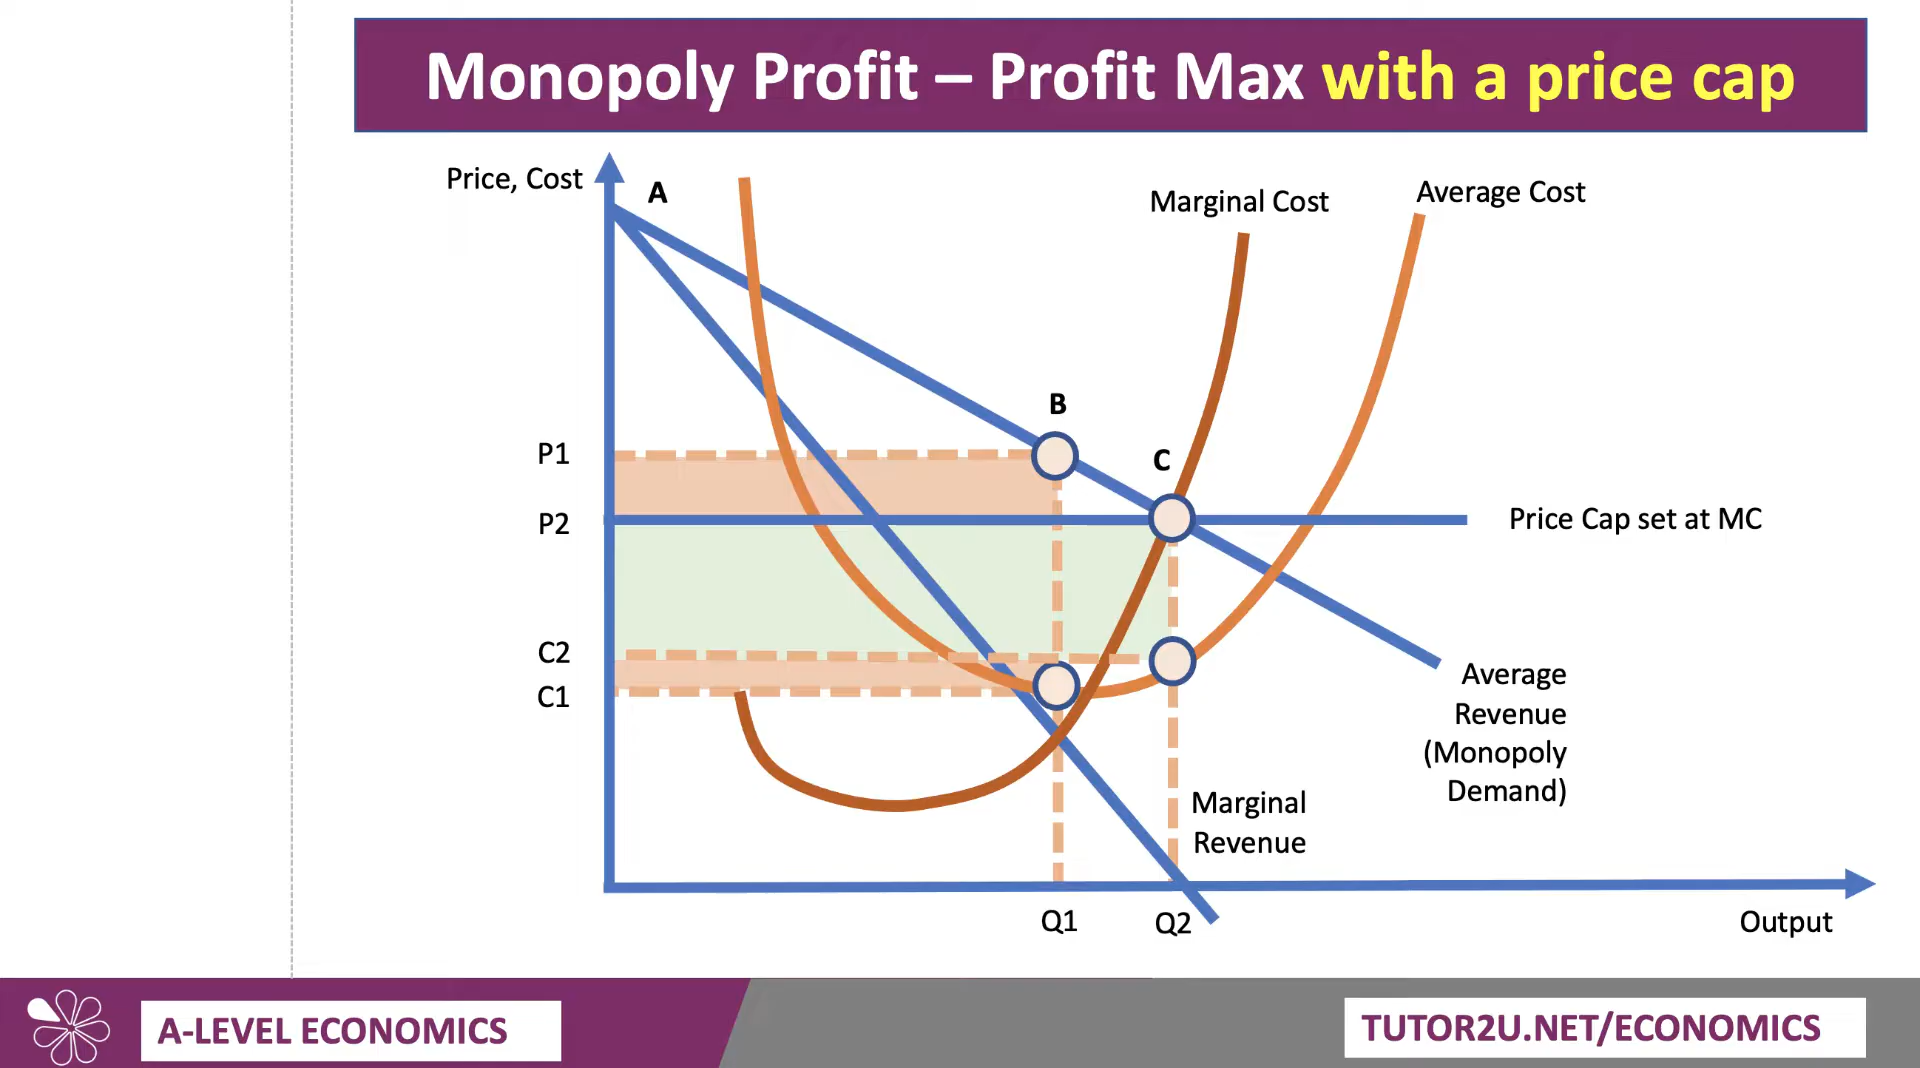 Monopoly Profit – Profit Max with a price cap
Price, Cost
A
Marginal Cost
Average Cost
B
P1
C
P2
Price Cap set at MC
C2
C1
Average
Revenue
(Monopoly
Demand)
Marginal
Revenue
Q1
Q2
Output
A-LEVEL ECONOMICS
TUTOR2U.NET/ECONOMICS